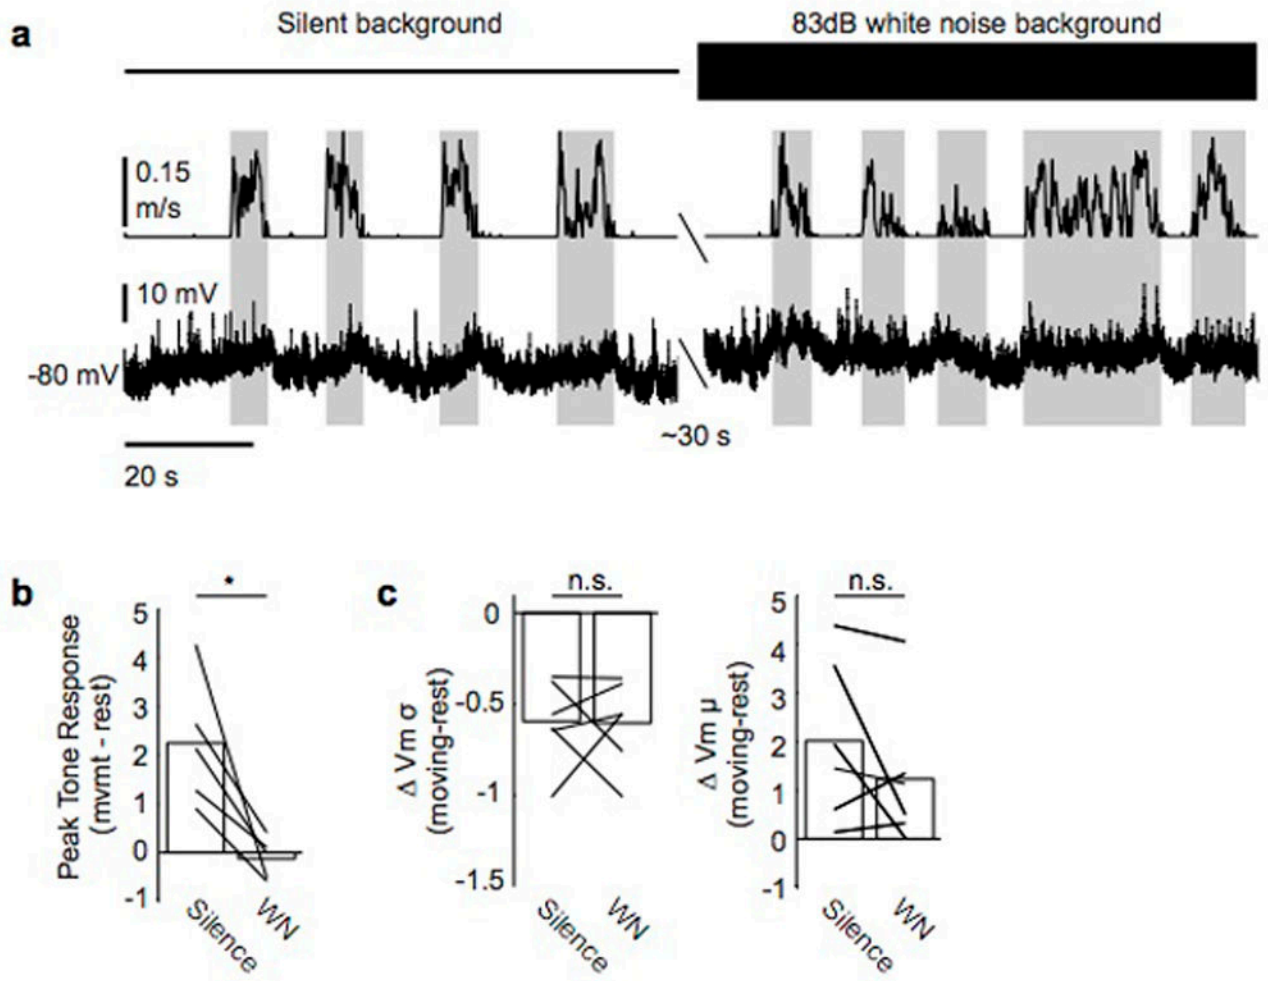 a
Silent background
83dB white noise background
0.15
m/s
10 mV
-80 mV
~30 s
20 s
b
*
Peak Tone Response
(mvmt - rest)
5
4
3
2
1
0
-1
Silence
WN
c
n.s.
Δ Vm σ
(moving-rest)
0
-0.5
-1
-1.5
Silence
WN
n.s.
Δ Vm μ
(moving-rest)
5
4
3
2
1
0
-1
Silence
WN